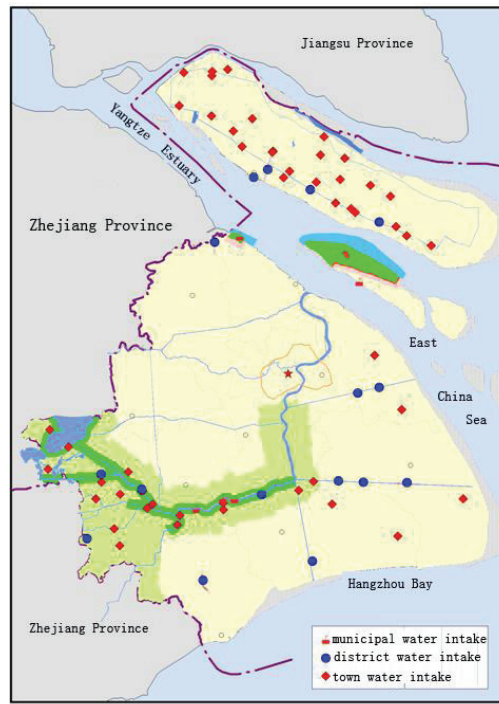 Jiangsu Province
Yangtze Estuary
Zhejiang Province
East
China
Sea
Hangzhou Bay
Zhejiang Province
municipal water intake
district water intake
town water intake